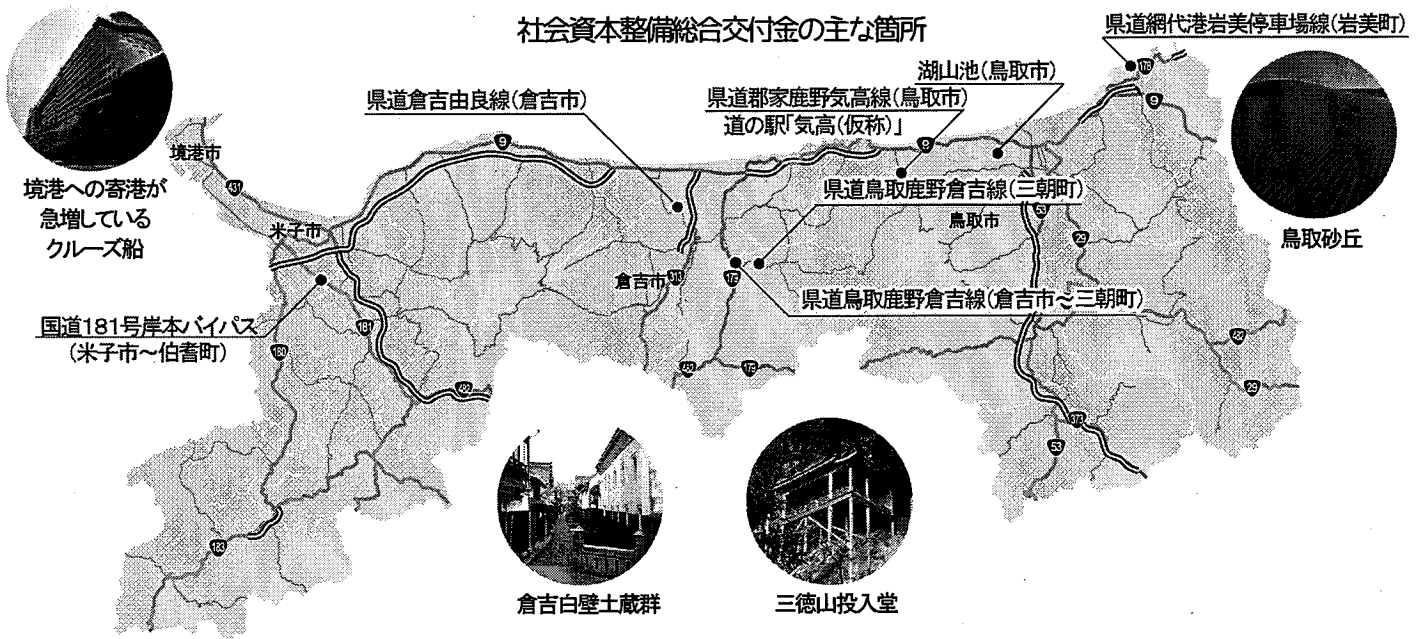 社会資本整備総合交付金の主な箇所
県道網代港岩美停車場線(岩美町)
湖山池(鳥取市)
県道倉吉由良線(倉吉市)
県道郡家鹿野気高線(鳥取市)
道の駅「気高(仮称)」
178
9
9
9
境港市
431
境港への寄港が
急増している
クルーズ船
米子市
県道鳥取鹿野倉吉線(三朝町)
鳥取市
53
29
鳥取砂丘
倉吉市
313
179
県道鳥取鹿野倉吉線(倉吉市~三朝町)
国道181号岸本バイパス
(米子市~伯耆町)
181
180
482
482
179
482
29
373
53
183
倉吉白壁土蔵群
三徳山投入堂